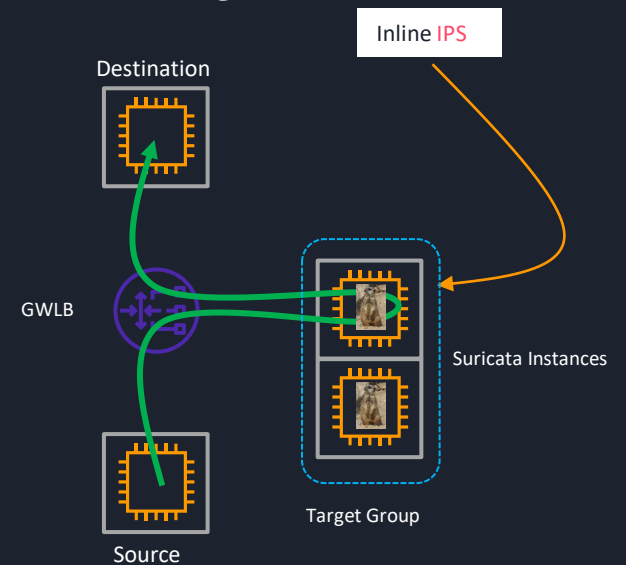 Inline IPS
Destination
GWLB
Suricata Instances
Target Group
Source